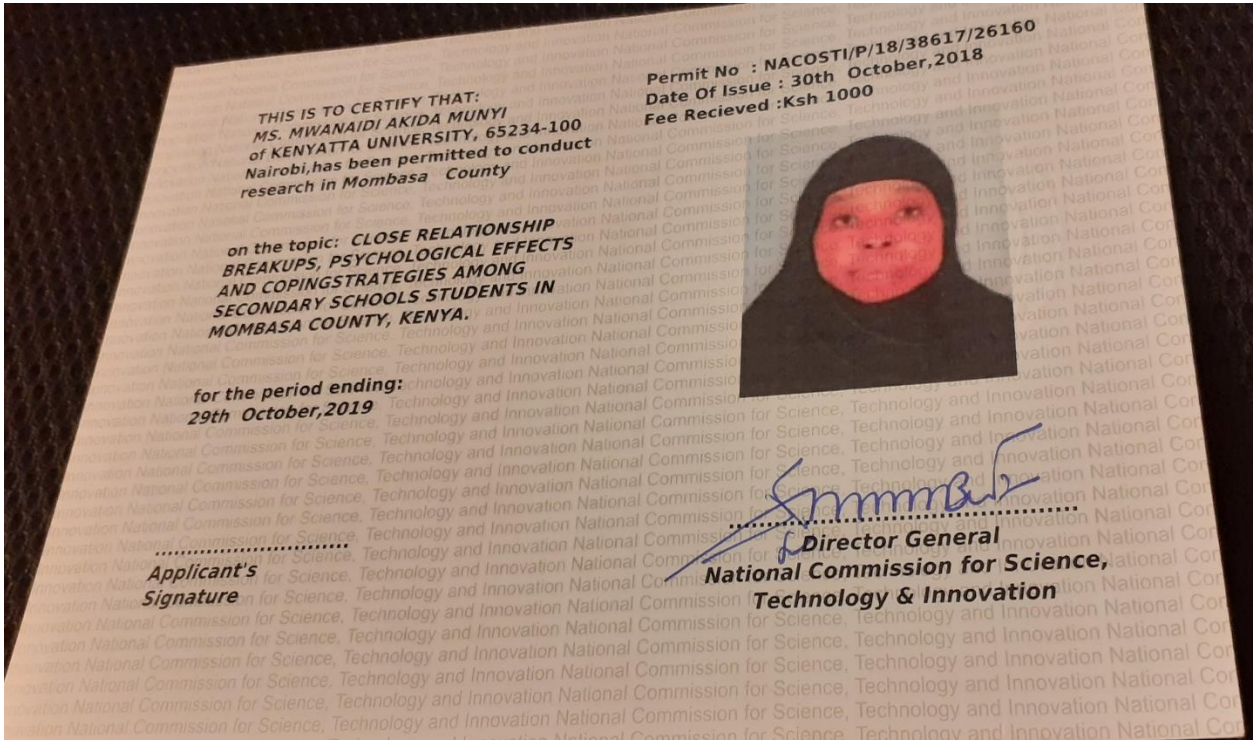 THIS IS TO CERTIFY THAT:
MS. MWANAIDI AKIDA MUNYI
of KENYATTA UNIVERSITY, 65234-100
Nairobi,has been permitted to conduct
research in Mombasa County
on the topic: CLOSE RELATIONSHIP
BREAKUPS, PSYCHOLOGICAL EFFECTS
AND COPINGSTRATEGIES AMONG
SECONDARY SCHOOLS STUDENTS IN
MOMBASA COUNTY, KENYA.
for the period ending:
29th October,2019
Applicant's
Signature
Permit No : NACOSTI/P/18/38617/26160
Date Of Issue : 30th October,2018
Fee Recieved :Ksh 1000
Director General
National Commission for Science,
Technology & Innovation